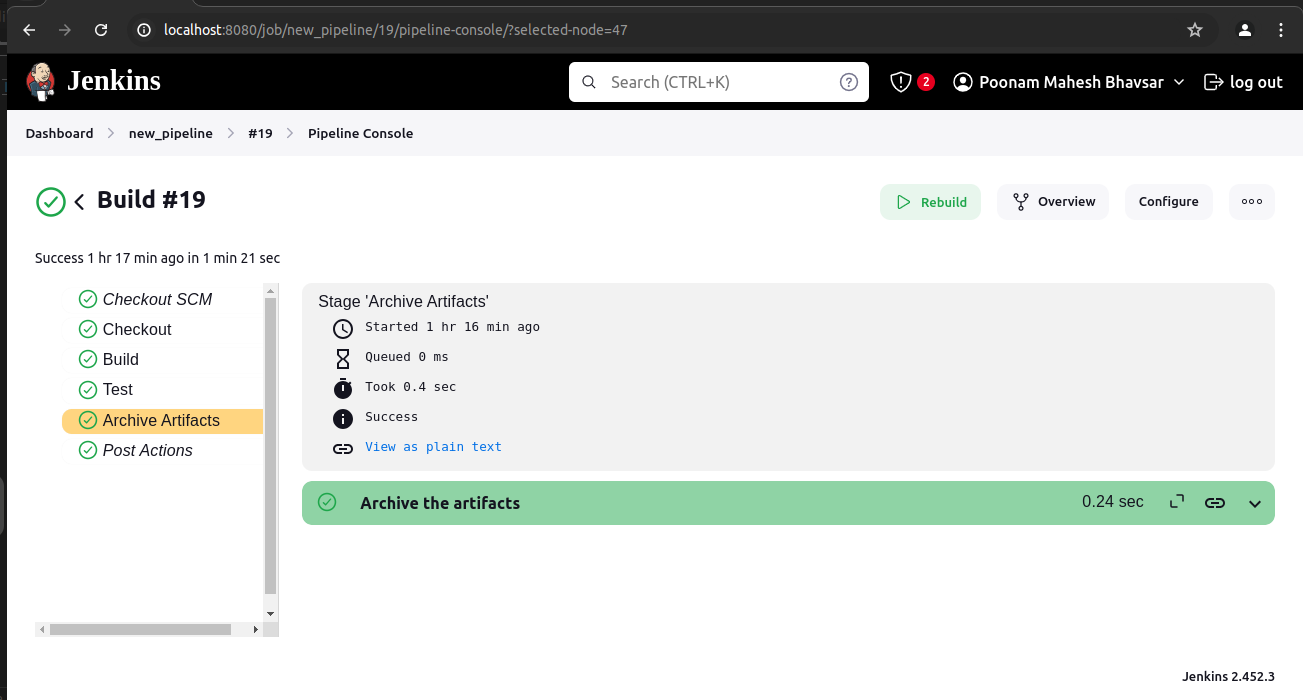 localhost:8080/job/new_pipeline/19/pipeline-console/?selected-node=47
Jenkins
Search (CTRL+K)
2
Poonam Mahesh Bhavsar
log out
Dashboard
new_pipeline
#19
Pipeline Console
Build #19
Rebuild
Overview
Configure
Success 1 hr 17 min ago in 1 min 21 sec
Checkout SCM
Checkout
Build
Test
Archive Artifacts
Post Actions
Stage 'Archive Artifacts'
Started 1 hr 16 min ago
Queued 0 ms
Took 0.4 sec
Success
View as plain text
Archive the artifacts
0.24 sec
Jenkins 2.452.3